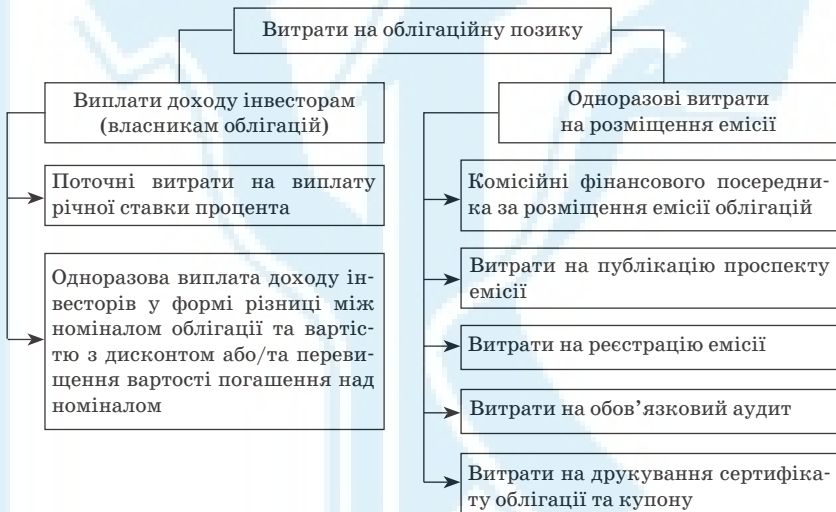 Витрати на облігаційну позику
Виплати доходу інвесторам
(власникам облігацій)
Поточні витрати на виплату
річної ставки процента
Одноразова виплата доходу ін-
весторів у формі різниці між
номіналом облігації та вартіс-
тю з дисконтом або/та переви-
щення вартості погашення над
номіналом
Одноразові витрати
на розміщення емісії
Комісійні фінансового посередни-
ка за розміщення емісії облігацій
Витрати на публікацію проспекту
емісії
Витрати на реєстрацію емісії
Витрати на обов’язковий аудит
Витрати на друкування сертифіка-
ту облігації та купону